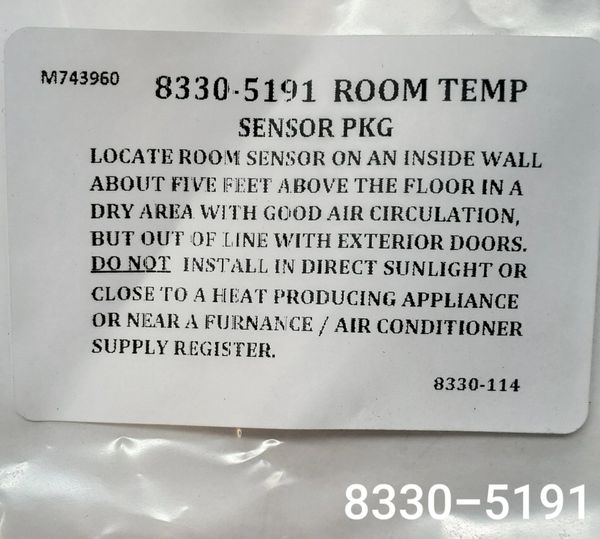 M743960
8330-5191 ROOM TEMP
SENSOR PKG
LOCATE ROOM SENSOR ON AN INSIDE WALL
ABOUT FIVE FEET ABOVE THE FLOOR IN A
DRY AREA WITH GOOD AIR CIRCULATION,
BUT OUT OF LINE WITH EXTERIOR DOORS.
DO NOT INSTALL IN DIRECT SUNLIGHT OR
CLOSE TO A HEAT PRODUCING APPLIANCE
OR NEAR A FURNANCE / AIR CONDITIONER
SUPPLY REGISTER.
8330-114
8330-5191